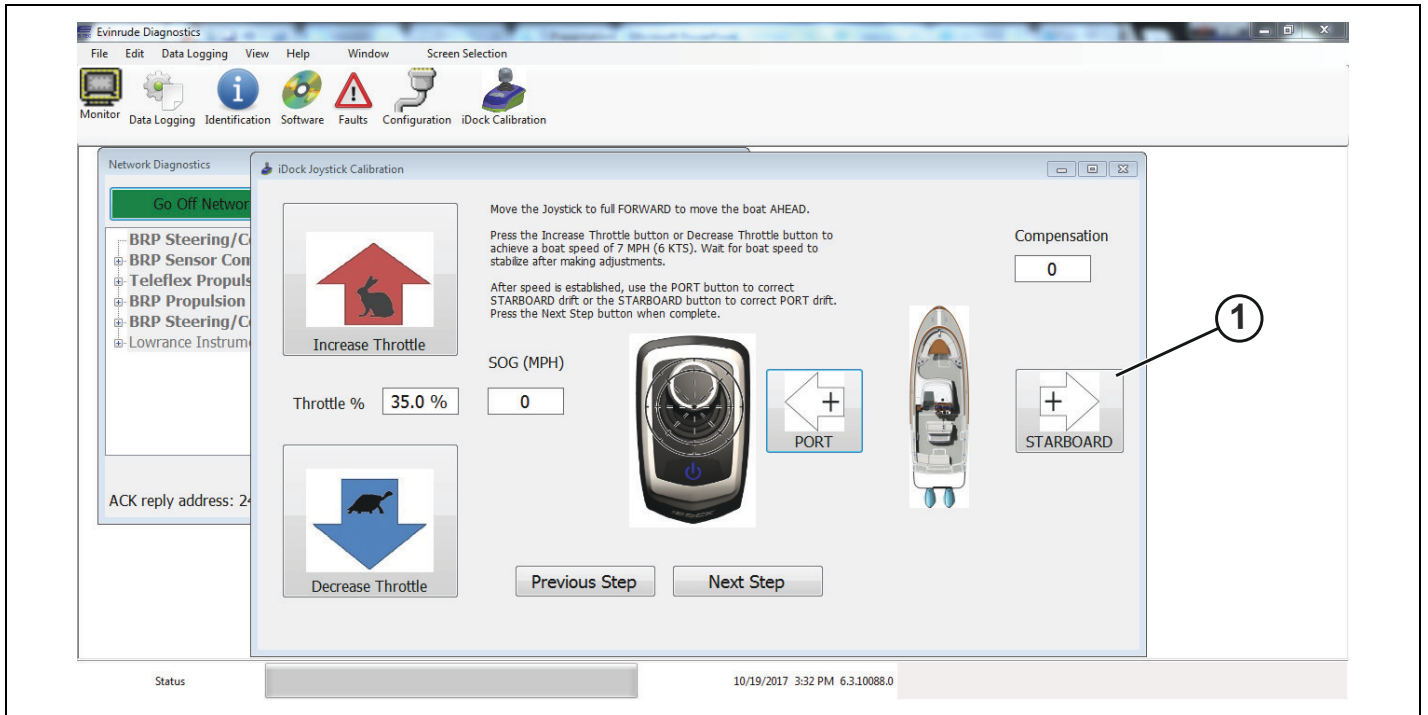 Evinrude Diagnostics
File Edit Data Logging View Help Window Screen Selection
Monitor Data Logging Identification Software Faults Configuration iDock Calibration
Network Diagnostics
Go Off Networ
BRP Steering/C
BRP Sensor Con
Teleflex Propuls
BRP Propulsion
BRP Steering/C
Lowrance Instrum
ACK reply address: 24
iDock Joystick Calibration
Move the Joystick to full FORWARD to move the boat AHEAD.
Press the Increase Throttle button or Decrease Throttle button to
achieve a boat speed of 7 MPH (6 KTS). Wait for boat speed to
stabilize after making adjustments.
After speed is established, use the PORT button to correct
STARBOARD drift or the STARBOARD button to correct PORT drift.
Press the Next Step button when complete.
Increase Throttle
Throttle % 35.0 %
SOG (MPH)
0
Decrease Throttle
+
PORT
Compensation
0
+
STARBOARD
1
Previous Step Next Step
Status
10/19/2017 3:32 PM 6.3.10088.0